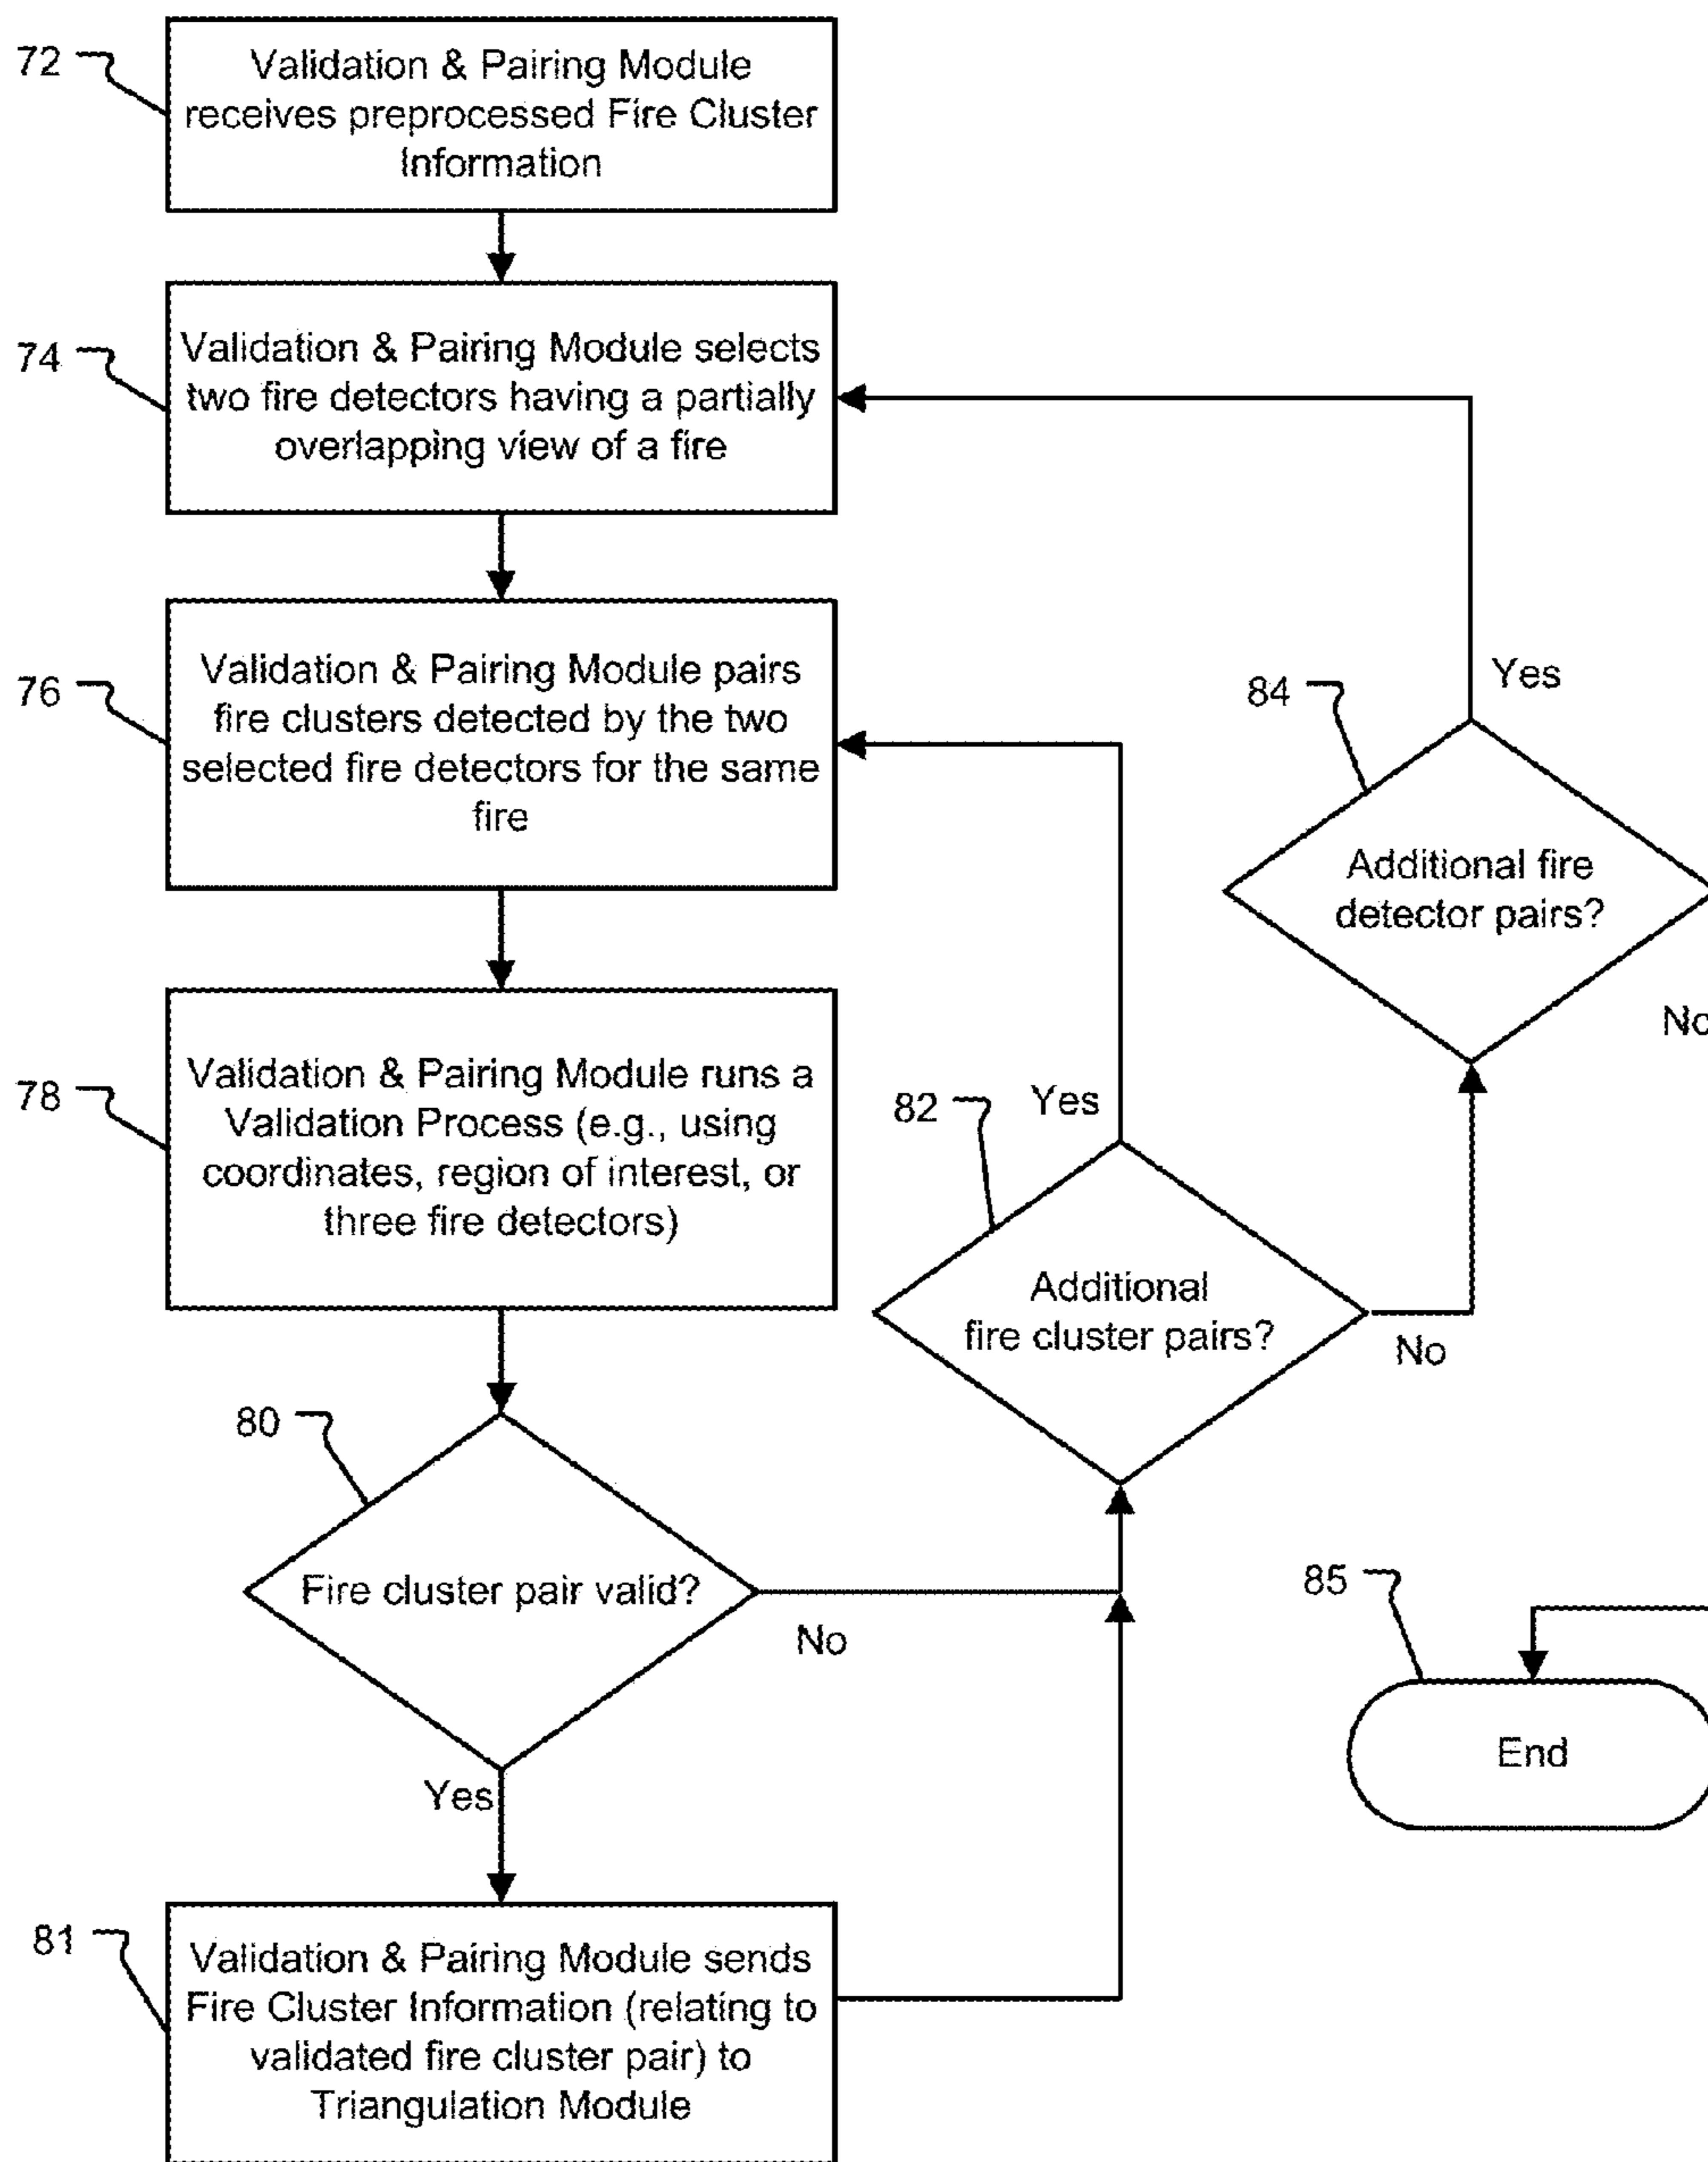 72
Validation & Pairing Module
receives preprocessed Fire Cluster
Information
74
Validation & Pairing Module selects
two fire detectors having a partially
overlapping view of a fire
76
Validation & Pairing Module pairs
fire clusters detected by the two
selected fire detectors for the same
fire
84
Yes
Additional fire
detector pairs?
No
78
Validation & Pairing Module runs a
Validation Process (e.g., using
coordinates, region of interest, or
three fire detectors)
82
Yes
Additional
fire cluster pairs?
No
80
Fire cluster pair valid?
No
Yes
85
End
81
Validation & Pairing Module sends
Fire Cluster Information (relating to
validated fire cluster pair) to
Triangulation Module